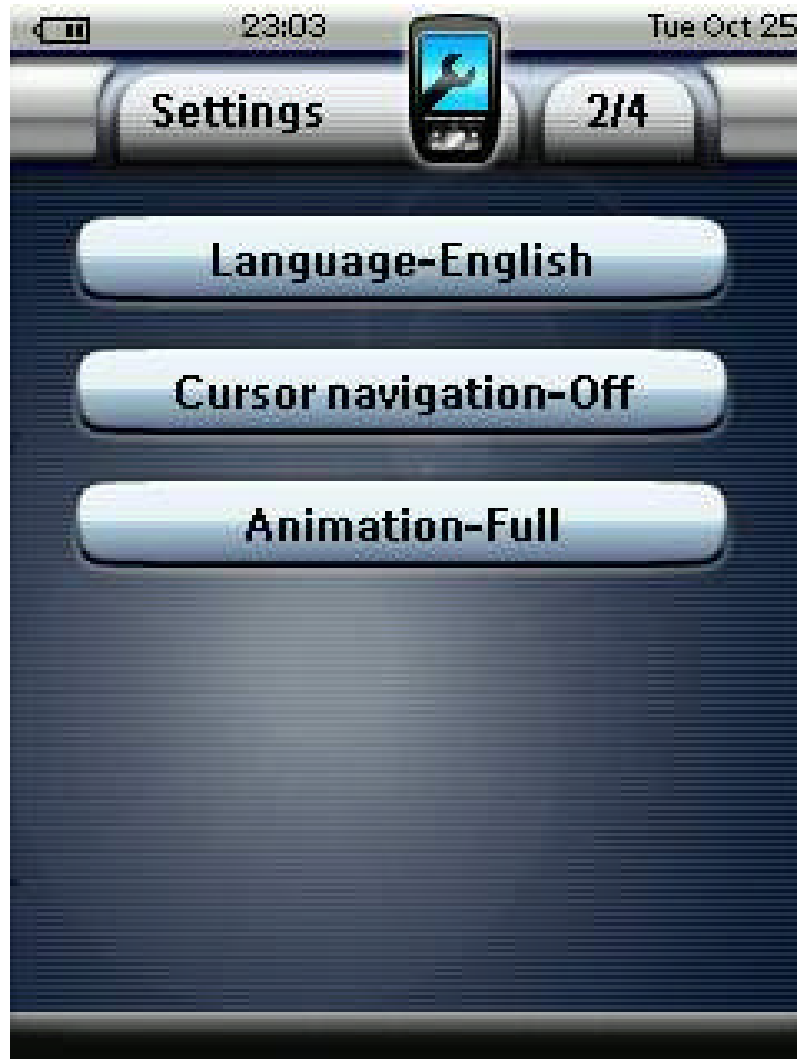 23:03 Tue Oct 25
Settings 2/4
Language-English
Cursor navigation-Off
Animation-Full